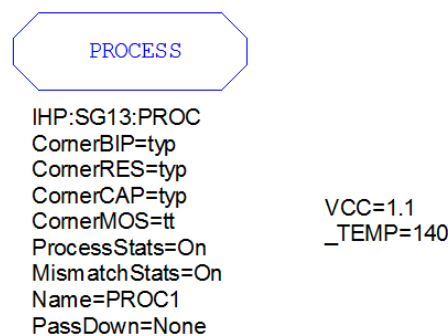 PROCESS
IHP:SG13:PROC
CornerBIP=typ
CornerRES=typ
CornerCAP=typ
CornerMOS=tt
ProcessStats=On
MismatchStats=On
Name=PROC1
PassDown=None
VCC=1.1
_TEMP=140